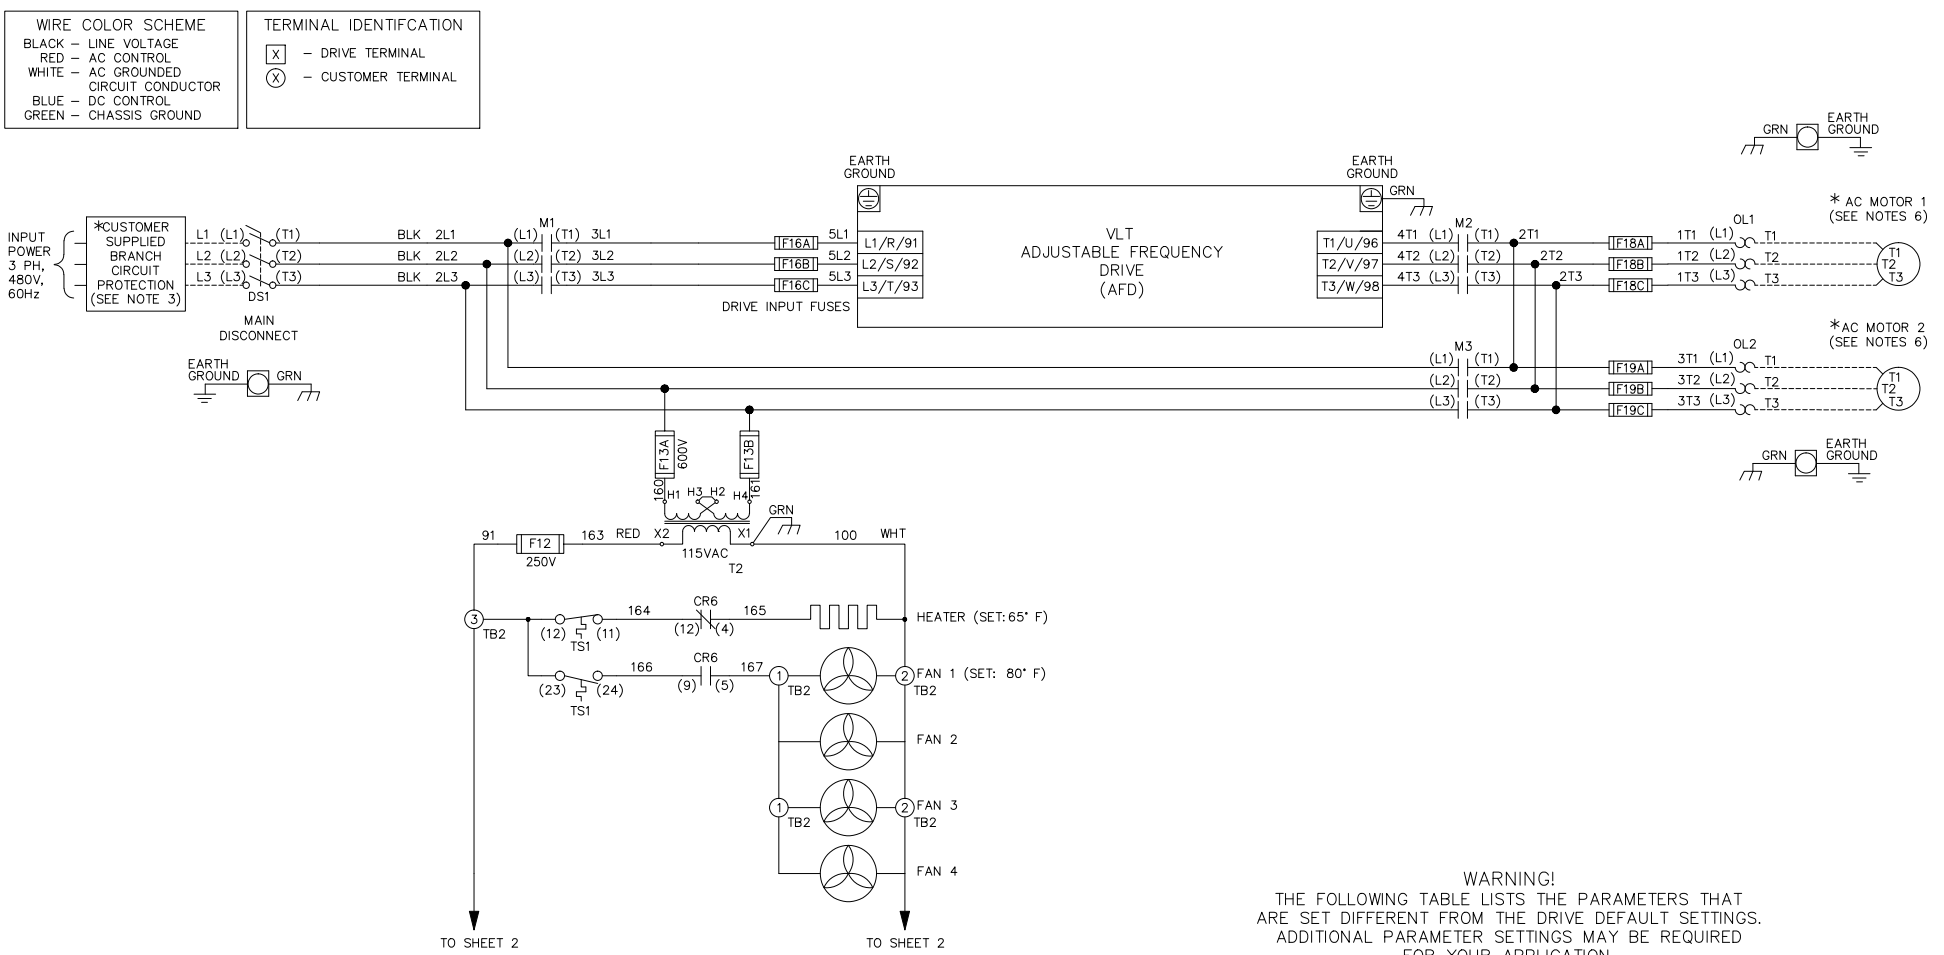 WIRE COLOR SCHEME
BLACK – LINE VOLTAGE
RED – AC CONTROL
WHITE – AC GROUNDED
CIRCUIT CONDUCTOR
BLUE – DC CONTROL
GREEN – CHASSIS GROUND
TERMINAL IDENTIFCATION
X – DRIVE TERMINAL
X – CUSTOMER TERMINAL
INPUT
POWER
3 PH,
480V,
60Hz
*CUSTOMER
SUPPLIED
BRANCH
CIRCUIT
PROTECTION
(SEE NOTE 3)
L1 (L1) (T1) BLK 2L1 (L1) M1 (T1) 3L1 F16A 5L1 L1/R/91
L2 (L2) (T2) BLK 2L2 (L2) (T2) 3L2 F16B 5L2 L2/S/92
L3 (L3) (T3) BLK 2L3 (L3) (T3) 3L3 F16C 5L3 L3/T/93
DS1
MAIN
DISCONNECT
DRIVE INPUT FUSES
EARTH
GROUND
GRN
EARTH
GROUND
VLT
ADJUSTABLE FREQUENCY
DRIVE
(AFD)
EARTH
GROUND
GRN
T1/U/96 4T1 (L1) M2 (T1) 2T1 F18A 1T1 (L1) OL1 T1
T2/V/97 4T2 (L2) (T2) 2T2 F18B 1T2 (L2) T2
T3/W/98 4T3 (L3) (T3) 2T3 F18C 1T3 (L3) T3
GRN
EARTH
GROUND
* AC MOTOR 1
(SEE NOTES 6)
T1
T2
T3
M3
(L1) (T1) F19A 3T1 (L1) OL2 T1
(L2) (T2) F19B 3T2 (L2) T2
(L3) (T3) F19C 3T3 (L3) T3
* AC MOTOR 2
(SEE NOTES 6)
T1
T2
T3
GRN
EARTH
GROUND
F13A
600V
F13B
160
161
H1 H3 H2 H4
GRN
91 F12 163 RED X2 X1 100 WHT
250V
115VAC
T2
3
TB2
(12) (11) 164 CR6 165 HEATER (SET:65° F)
TS1 (12) (4)
(23) (24) 166 CR6 167 1 2 FAN 1 (SET: 80° F)
TS1 (9) (5) TB2 TB2
FAN 2
1 2 FAN 3
TB2 TB2
FAN 4
TO SHEET 2
TO SHEET 2
WARNING!
THE FOLLOWING TABLE LISTS THE PARAMETERS THAT
ARE SET DIFFERENT FROM THE DRIVE DEFAULT SETTINGS.
ADDITIONAL PARAMETER SETTINGS MAY BE REQUIRED
FOR YOUR APPLICATION